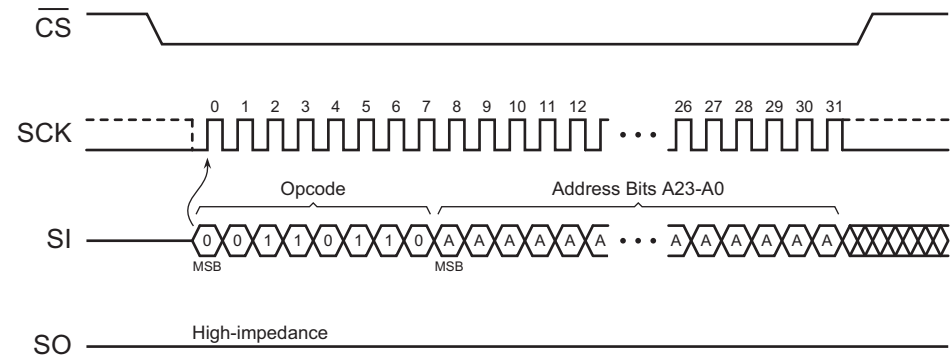 CS
0 1 2 3 4 5 6 7 8 9 10 11 12 26 27 28 29 30 31
SCK
Opcode Address Bits A23-A0
SI 0 0 1 1 0 1 1 0 A A A A A A • • • A A A A A A
MSB MSB
High-impedance
SO